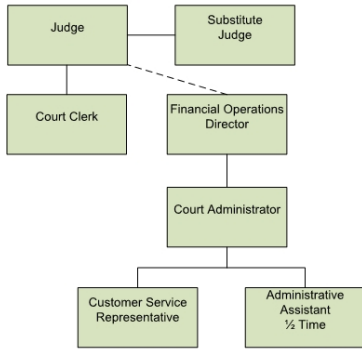 Judge
Substitute
Judge
Court Clerk
Financial Operations
Director
Court Administrator
Customer Service
Representative
Administrative
Assistant
½ Time